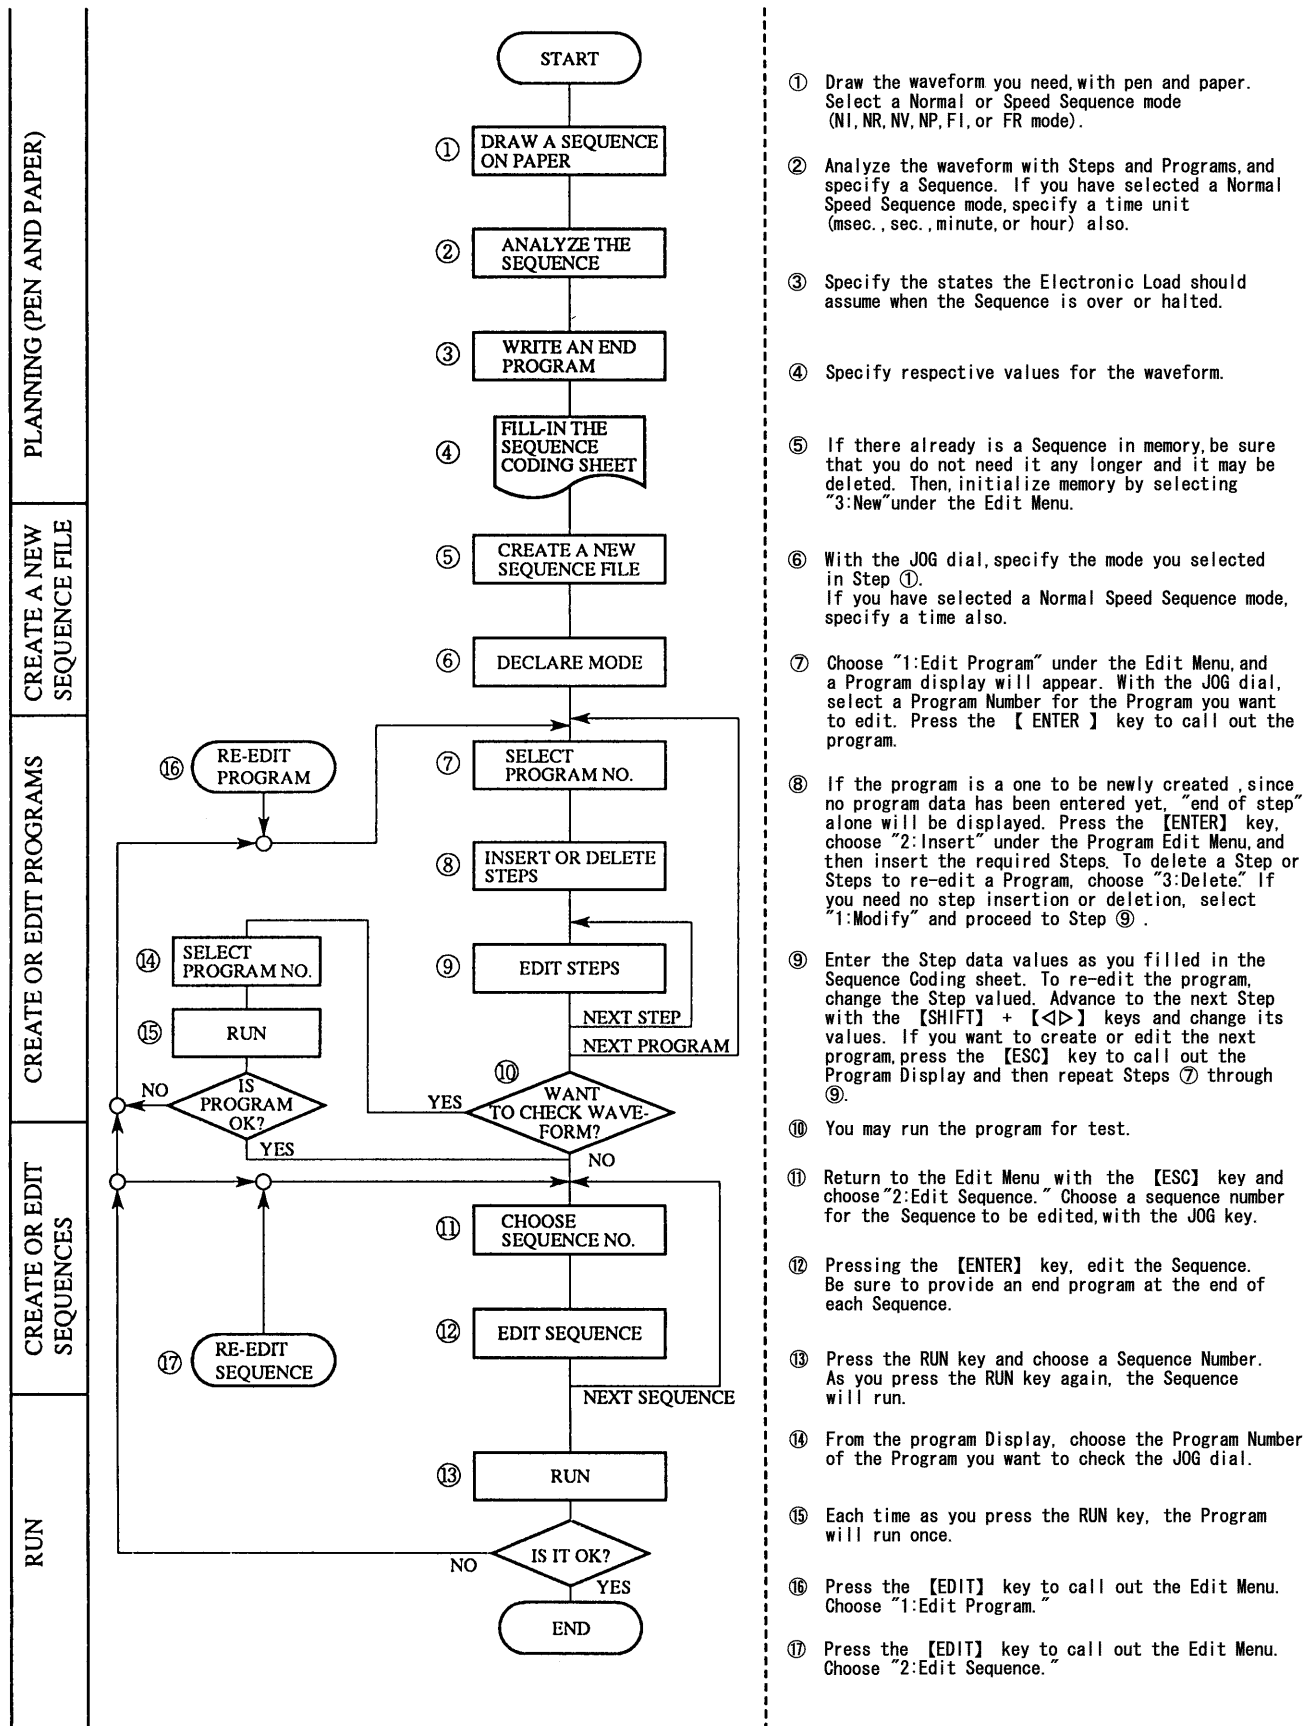 PLANNING (PEN AND PAPER)
CREATE A NEW
SEQUENCE FILE
CREATE OR EDIT PROGRAMS
CREATE OR EDIT
SEQUENCES
RUN
START
① DRAW A SEQUENCE
ON PAPER
② ANALYZE THE
SEQUENCE
③ WRITE AN END
PROGRAM
④ FILL-IN THE
SEQUENCE
CODING SHEET
⑤ CREATE A NEW
SEQUENCE FILE
⑥ DECLARE MODE
⑯ RE-EDIT
PROGRAM
⑦ SELECT
PROGRAM NO.
⑧ INSERT OR DELETE
STEPS
⑭ SELECT
PROGRAM NO.
⑨ EDIT STEPS
NEXT STEP
⑮ RUN
NEXT PROGRAM
NO
IS
PROGRAM
OK?
YES
⑩ WANT
TO CHECK WAVE-
FORM?
YES
NO
⑪ CHOOSE
SEQUENCE NO.
⑫ EDIT SEQUENCE
⑰ RE-EDIT
SEQUENCE
NEXT SEQUENCE
⑬ RUN
IS IT OK?
NO
YES
END
① Draw the waveform you need, with pen and paper.
Select a Normal or Speed Sequence mode
(NI, NR, NV, NP, FI, or FR mode).
② Analyze the waveform with Steps and Programs, and
specify a Sequence. If you have selected a Normal
Speed Sequence mode, specify a time unit
(msec., sec., minute, or hour) also.
③ Specify the states the Electronic Load should
assume when the Sequence is over or halted.
④ Specify respective values for the waveform.
⑤ If there already is a Sequence in memory, be sure
that you do not need it any longer and it may be
deleted. Then, initialize memory by selecting
"3:New"under the Edit Menu.
⑥ With the JOG dial, specify the mode you selected
in Step ①.
If you have selected a Normal Speed Sequence mode,
specify a time also.
⑦ Choose "1:Edit Program" under the Edit Menu, and
a Program display will appear. With the JOG dial,
select a Program Number for the Program you want
to edit. Press the 【 ENTER 】 key to call out the
program.
⑧ If the program is a one to be newly created , since
no program data has been entered yet, "end of step"
alone will be displayed. Press the 【ENTER】 key,
choose "2:Insert" under the Program Edit Menu, and
then insert the required Steps. To delete a Step or
Steps to re-edit a Program, choose "3:Delete." If
you need no step insertion or deletion, select
"1:Modify" and proceed to Step ⑨ .
⑨ Enter the Step data values as you filled in the
Sequence Coding sheet. To re-edit the program,
change the Step valued. Advance to the next Step
with the 【SHIFT】 + 【◁▷】 keys and change its
values. If you want to create or edit the next
program, press the 【ESC】 key to call out the
Program Display and then repeat Steps ⑦ through
⑨.
⑩ You may run the program for test.
⑪ Return to the Edit Menu with the 【ESC】 key and
choose"2:Edit Sequence." Choose a sequence number
for the Sequence to be edited, with the JOG key.
⑫ Pressing the 【ENTER】 key, edit the Sequence.
Be sure to provide an end program at the end of
each Sequence.
⑬ Press the RUN key and choose a Sequence Number.
As you press the RUN key again, the Sequence
will run.
⑭ From the program Display, choose the Program Number
of the Program you want to check the JOG dial.
⑮ Each time as you press the RUN key, the Program
will run once.
⑯ Press the 【EDIT】 key to call out the Edit Menu.
Choose "1:Edit Program."
⑰ Press the 【EDIT】 key to call out the Edit Menu.
Choose "2:Edit Sequence."